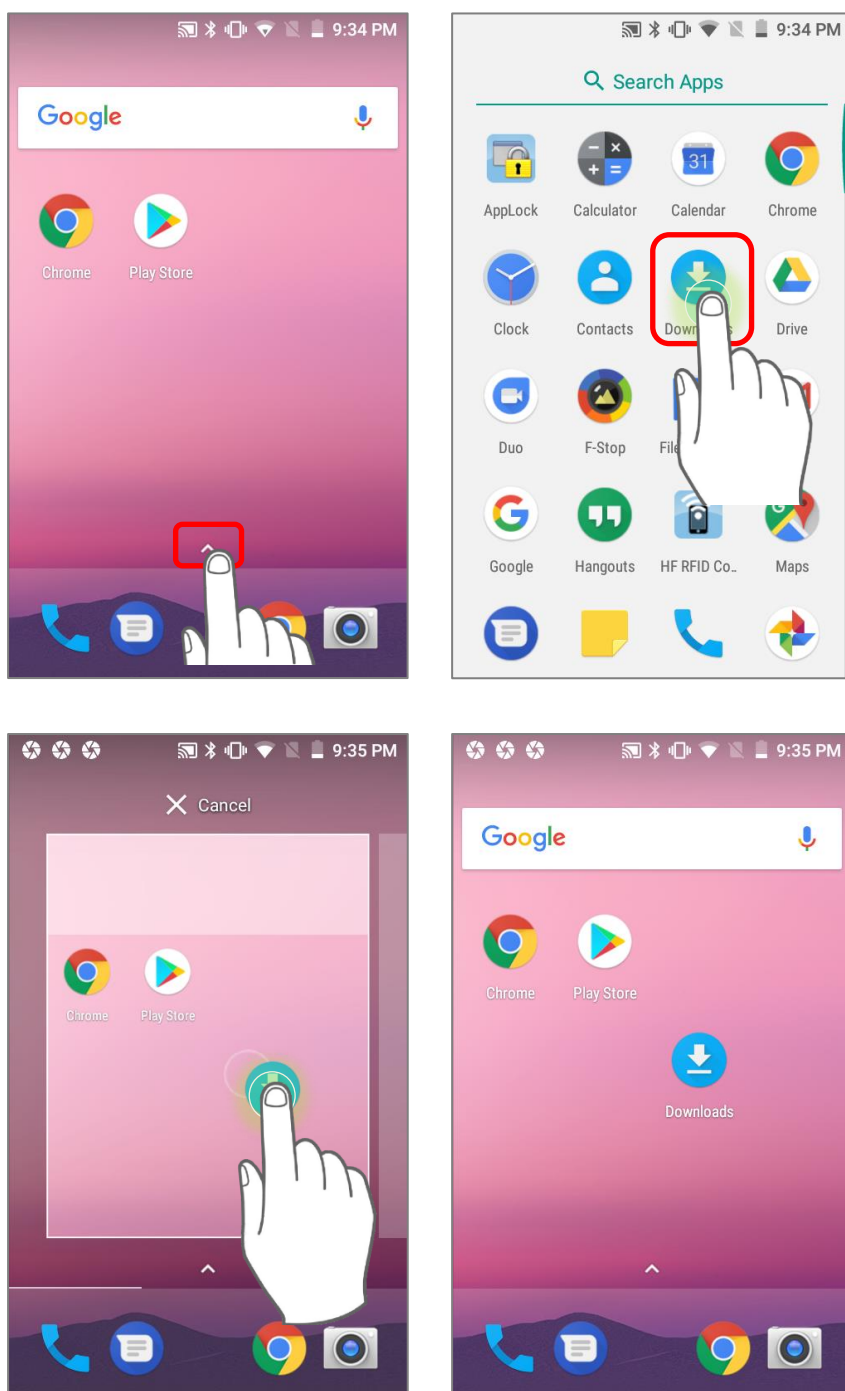 9:34 PM
Google
Chrome Play Store
9:34 PM
Search Apps
31
AppLock Calculator Calendar Chrome
Clock Contacts Drive
Duo F-Stop
Google Hangouts HF RFID Co..
G
Maps
9:35 PM
Cancel
Chrome Play Store
9:35 PM
Google
Chrome Play Store
Downloads